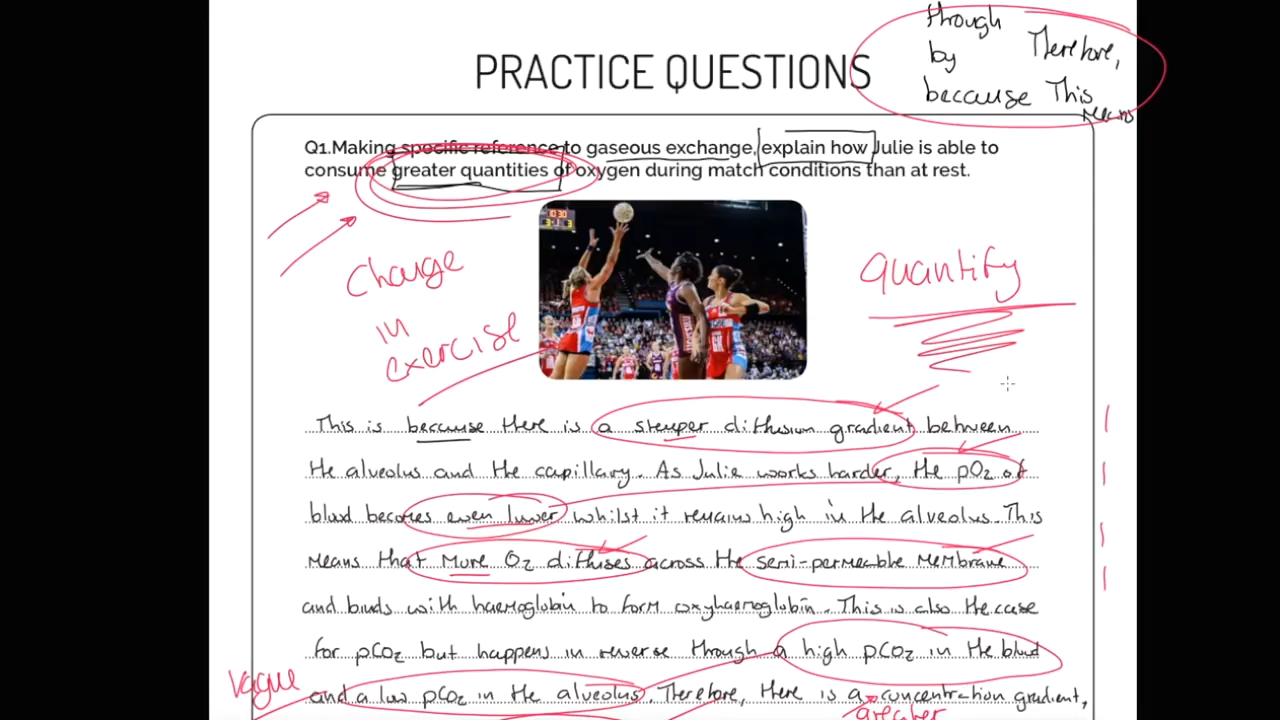 through
by Therefore,
because This
means
PRACTICE QUESTIONS
Q1.Making specific reference to gaseous exchange, explain how Julie is able to
consume greater quantities of oxygen during match conditions than at rest.
10:30
Change
in
exercise
quantify
This is because there is a steeper diffusion gradient between
the alveolus and the capillary. As Julie works harder, the pO2 of
blood becomes even lower whilst it remains high in the alveolus. This
means that more O2 diffuses across the semi-permeable membrane
and binds with haemoglobin to form oxyhaemoglobin. This is also the case
for pCO2 but happens in reverse through a high pCO2 in the blood
Vague
and a low pCO2 in the alveolus. Therefore, there is a concentration gradient,
greater